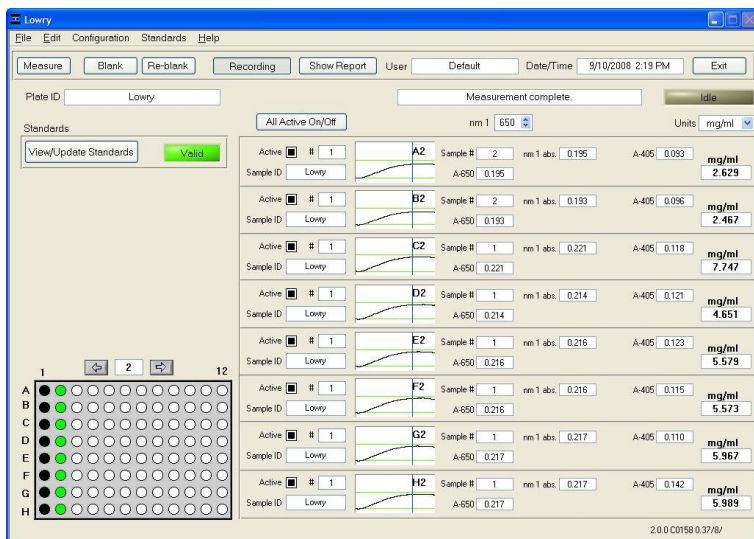 Lowry
File Edit Configuration Standards Help
Measure Blank Re-blank Recording Show Report User Default Date/Time 9/10/2008 2:19 PM Exit
Plate ID Lowry Measurement complete. Idle
Standards All Active On/Off nm 1 650 Units mg/ml
View/Update Standards Valid
Active # 1 A2 Sample # 2 nm 1 abs. 0.195 A-405 0.093 mg/ml
Sample ID Lowry A-650 0.195 2.629
Active # 1 B2 Sample # 2 nm 1 abs. 0.193 A-405 0.096 mg/ml
Sample ID Lowry A-650 0.193 2.467
Active # 1 C2 Sample # 1 nm 1 abs. 0.221 A-405 0.118 mg/ml
Sample ID Lowry A-650 0.221 7.747
Active # 1 D2 Sample # 1 nm 1 abs. 0.214 A-405 0.121 mg/ml
Sample ID Lowry A-650 0.214 4.651
Active # 1 E2 Sample # 1 nm 1 abs. 0.216 A-405 0.123 mg/ml
Sample ID Lowry A-650 0.216 5.579
Active # 1 F2 Sample # 1 nm 1 abs. 0.216 A-405 0.115 mg/ml
Sample ID Lowry A-650 0.216 5.573
Active # 1 G2 Sample # 1 nm 1 abs. 0.217 A-405 0.110 mg/ml
Sample ID Lowry A-650 0.217 5.967
Active # 1 H2 Sample # 1 nm 1 abs. 0.217 A-405 0.142 mg/ml
Sample ID Lowry A-650 0.217 5.989
1 2 12
A
B
C
D
E
F
G
H
2.0.0 C0158 0.37/8/